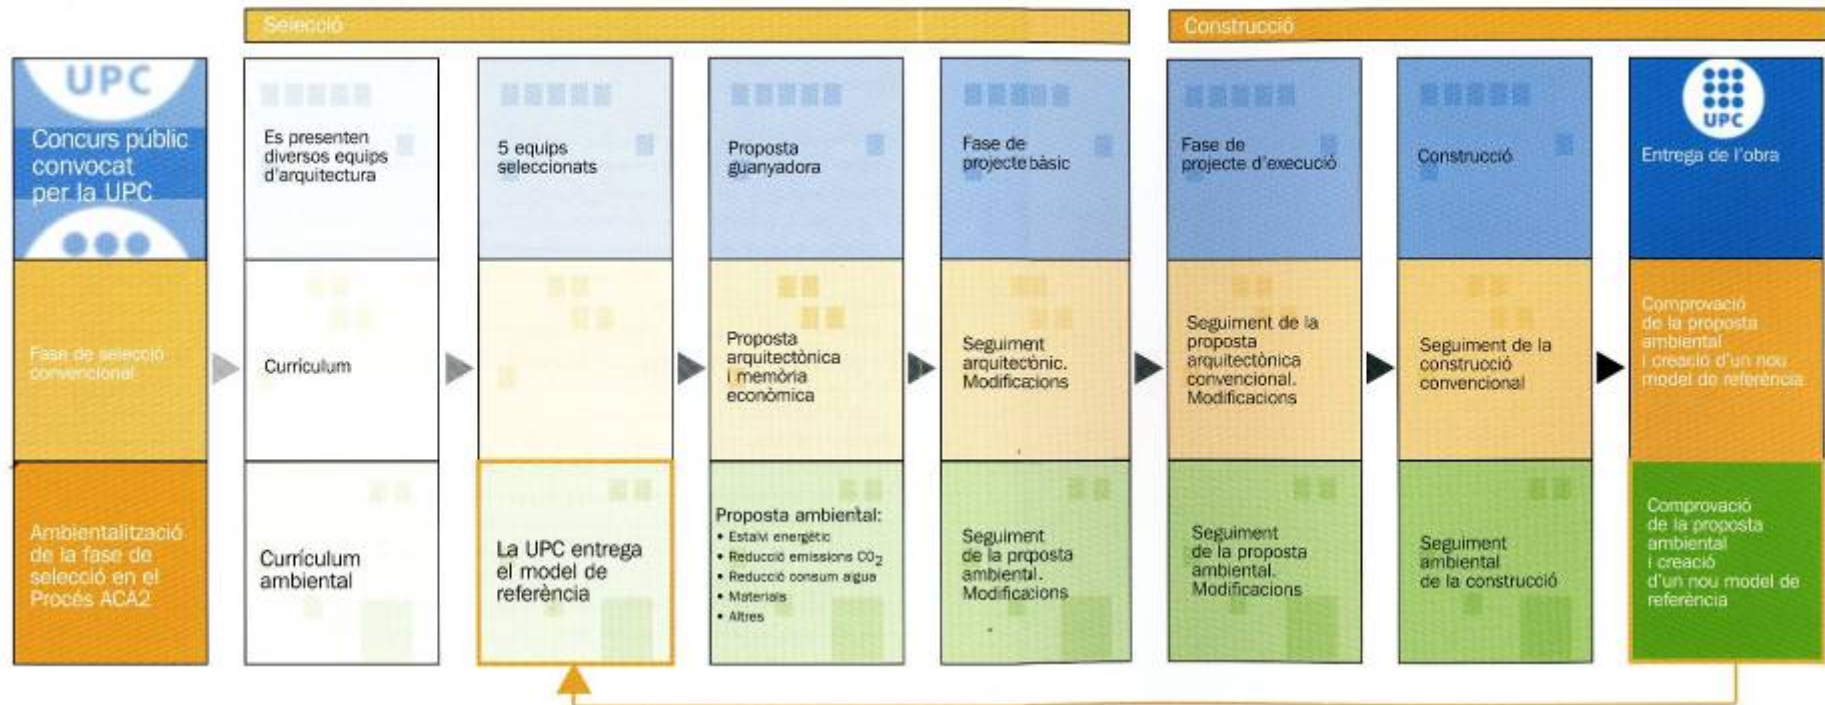 Selecció
Construcció
UPC
Concurs públic
convocat
per la UPC
Es presenten
diversos equips
d'arquitectura
5 equips
seleccionats
Proposta
guanyadora
Fase de
projecte bàsic
Fase de
projecte d'execució
Construcció
UPC
Entrega de l'obra
Fase de selecció
convencional
Currículum
Proposta
arquitectònica
i memòria
econòmica
Seguiment
arquitectònic.
Modificacions
Seguiment de la
proposta
arquitectònica
convencional.
Modificacions
Seguiment de la
construcció
convencional
Comprovació
de la proposta
ambiental
i creació d'un nou
model de referència
Ambientalització
de la fase de
selecció en el
Procés ACA2
Currículum
ambiental
La UPC entrega
el model de
referència
Proposta ambiental:
• Estalvi energètic
• Reducció emissions CO₂
• Reducció consum aigua
• Materials
• Altres
Seguiment
de la proposta
ambiental.
Modificacions
Seguiment
de la proposta
ambiental.
Modificacions
Seguiment
ambiental
de la construcció
Comprovació
de la proposta
ambiental
i creació
d'un nou model de
referència